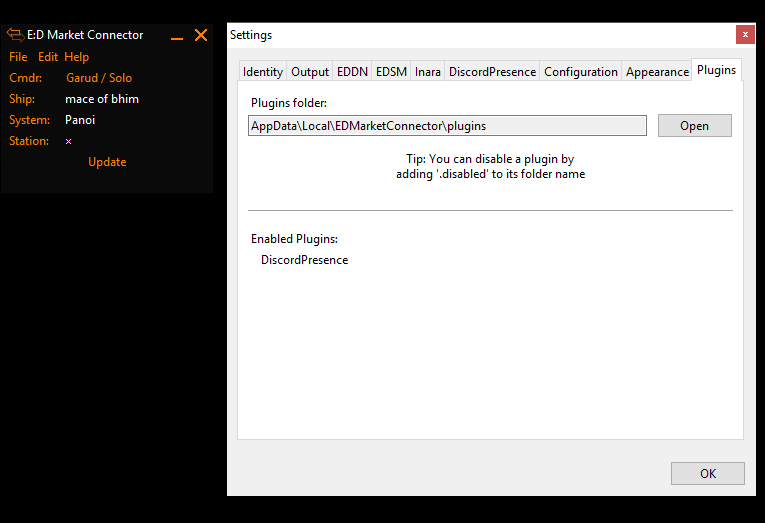 E:D Market Connector
File Edit Help
Cmdr: Garud / Solo
Ship: mace of bhim
System: Panoi
Station: ×
Update
Settings
x
Identity Output EDDN EDSM Inara DiscordPresence Configuration Appearance Plugins
Plugins folder:
AppData\Local\EDMarketConnector\plugins Open
Tip: You can disable a plugin by
adding '.disabled' to its folder name
Enabled Plugins:
DiscordPresence
OK